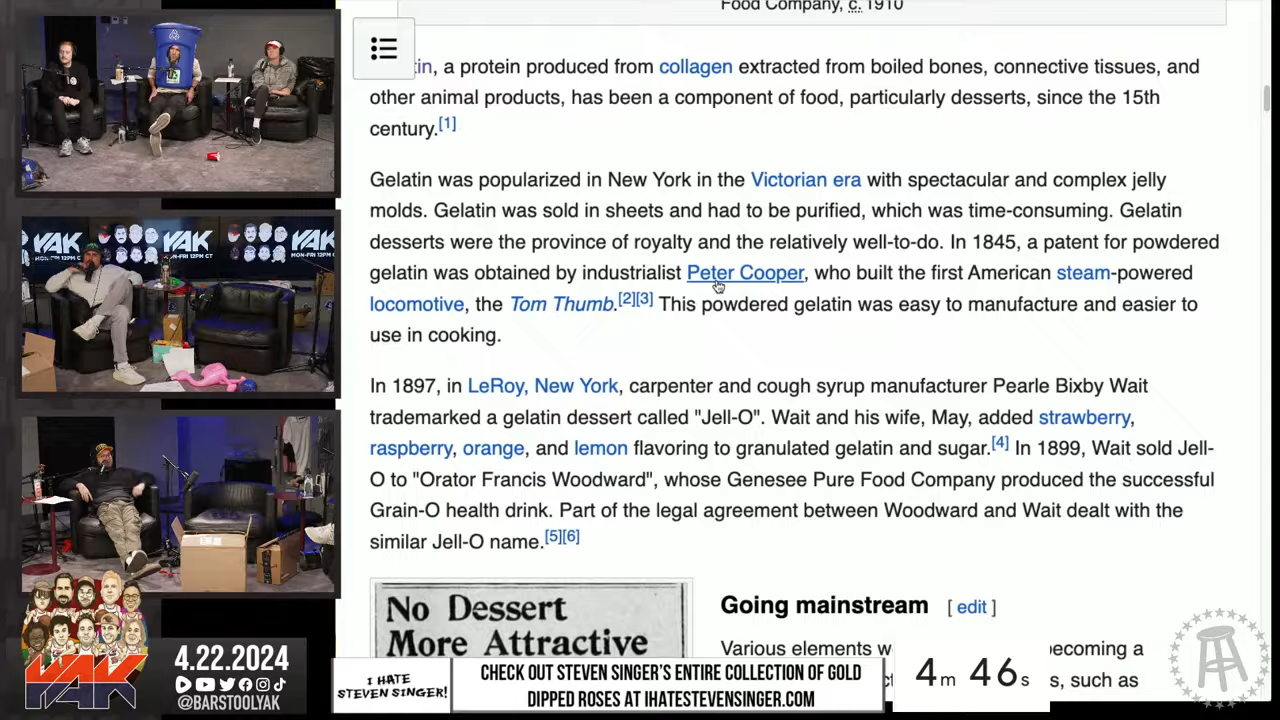 Food Company, c. 1910
in, a protein produced from collagen extracted from boiled bones, connective tissues, and
other animal products, has been a component of food, particularly desserts, since the 15th
century.[1]
Gelatin was popularized in New York in the Victorian era with spectacular and complex jelly
molds. Gelatin was sold in sheets and had to be purified, which was time-consuming. Gelatin
desserts were the province of royalty and the relatively well-to-do. In 1845, a patent for powdered
gelatin was obtained by industrialist Peter Cooper, who built the first American steam-powered
locomotive, the Tom Thumb.[2][3] This powdered gelatin was easy to manufacture and easier to
use in cooking.
In 1897, in LeRoy, New York, carpenter and cough syrup manufacturer Pearle Bixby Wait
trademarked a gelatin dessert called "Jell-O". Wait and his wife, May, added strawberry,
raspberry, orange, and lemon flavoring to granulated gelatin and sugar.[4] In 1899, Wait sold Jell-
O to "Orator Francis Woodward", whose Genesee Pure Food Company produced the successful
Grain-O health drink. Part of the legal agreement between Woodward and Wait dealt with the
similar Jell-O name.[5][6]
No Dessert
More Attractive
Going mainstream [ edit ]
Various elements
becoming a
s, such as
YAK
YAK
YAK
MON-FRI 12PM CT
YAK
4.22.2024
@BARSTOOLYAK
I HATE
STEVEN SINGER!
CHECK OUT STEVEN SINGER'S ENTIRE COLLECTION OF GOLD
DIPPED ROSES AT IHATESTEVENSINGER.COM
4m 46s